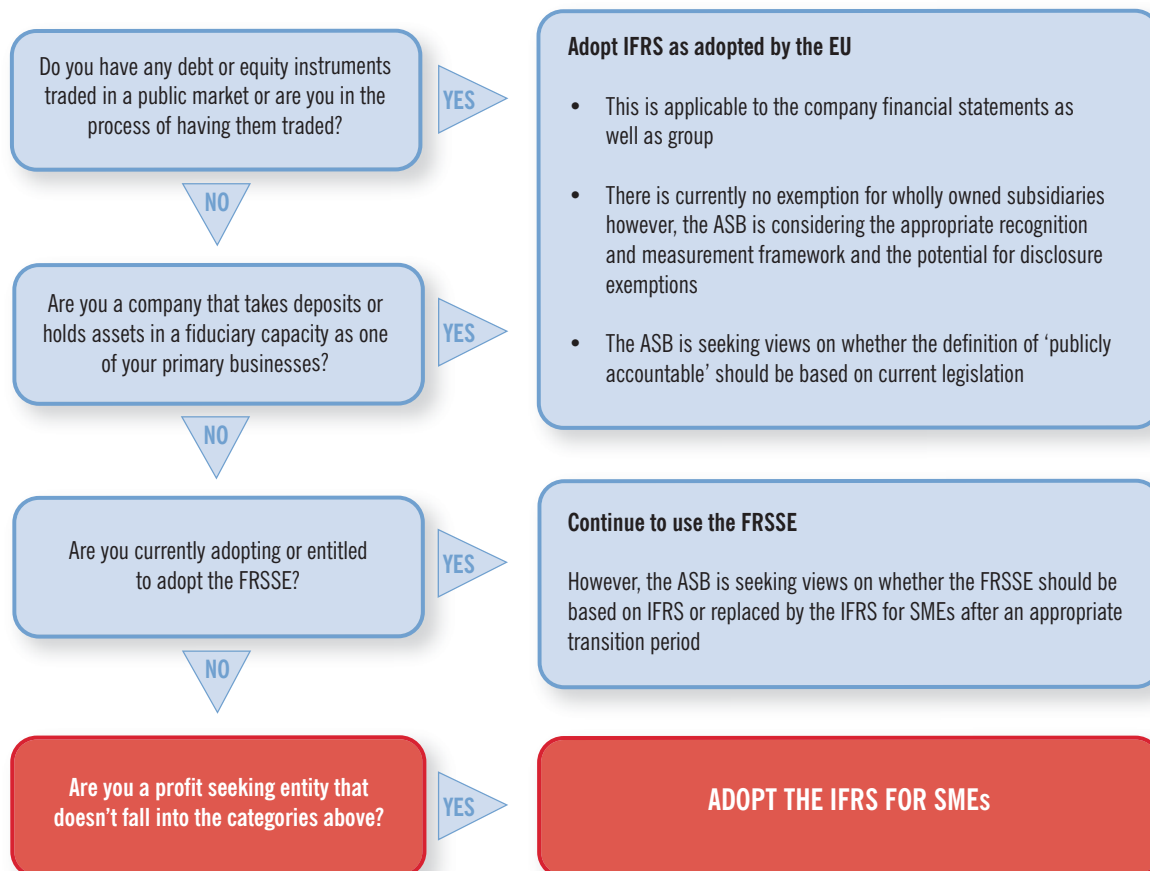 Do you have any debt or equity instruments
traded in a public market or are you in the
process of having them traded?
YES
Adopt IFRS as adopted by the EU
• This is applicable to the company financial statements as
well as group
• There is currently no exemption for wholly owned subsidiaries
however, the ASB is considering the appropriate recognition
and measurement framework and the potential for disclosure
exemptions
• The ASB is seeking views on whether the definition of ‘publicly
accountable’ should be based on current legislation
NO
Are you a company that takes deposits or
holds assets in a fiduciary capacity as one
of your primary businesses?
YES
NO
Are you currently adopting or entitled
to adopt the FRSSE?
YES
Continue to use the FRSSE
However, the ASB is seeking views on whether the FRSSE should be
based on IFRS or replaced by the IFRS for SMEs after an appropriate
transition period
NO
Are you a profit seeking entity that
doesn’t fall into the categories above?
YES
ADOPT THE IFRS FOR SMEs